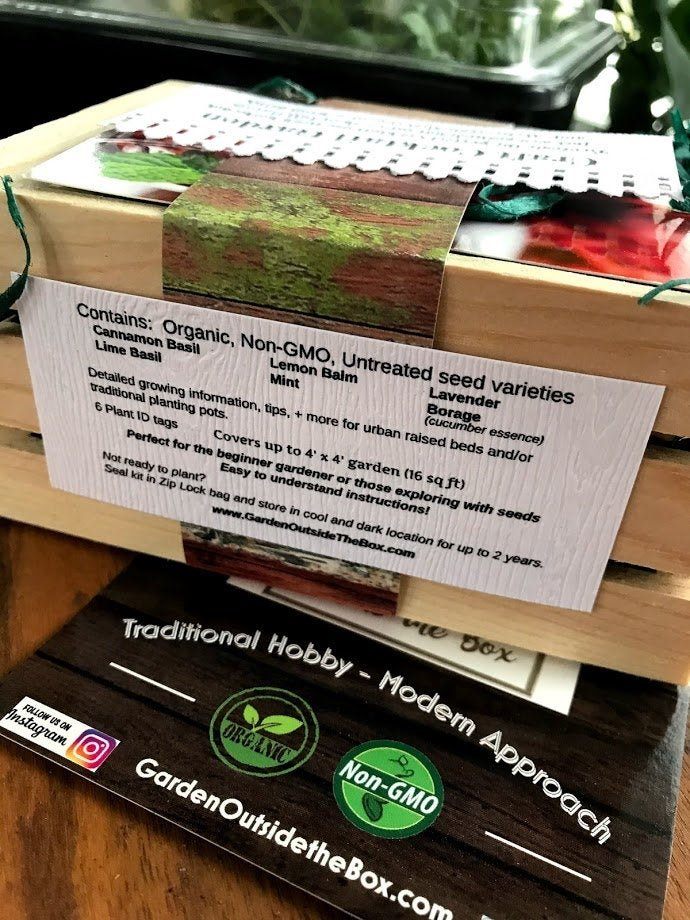 Craft Cocktail Garden
Contains: Organic, Non-GMO, Untreated seed varieties
Cannamon Basil Lemon Balm Lavender
Lime Basil Mint Borage
(cucumber essence)
Detailed growing information, tips, + more for urban raised beds and/or
traditional planting pots.
6 Plant ID tags Covers up to 4' x 4' garden (16 sq ft)
Perfect for the beginner gardener or those exploring with seeds
Easy to understand instructions!
Not ready to plant?
Seal kit in Zip Lock bag and store in cool and dark location for up to 2 years.
www.GardenOutsideTheBox.com
the Box
Traditional Hobby - Modern Approach
FOLLOW US ON
Instagram
ORGANIC
Non-GMO
GardenOutsidetheBox.com